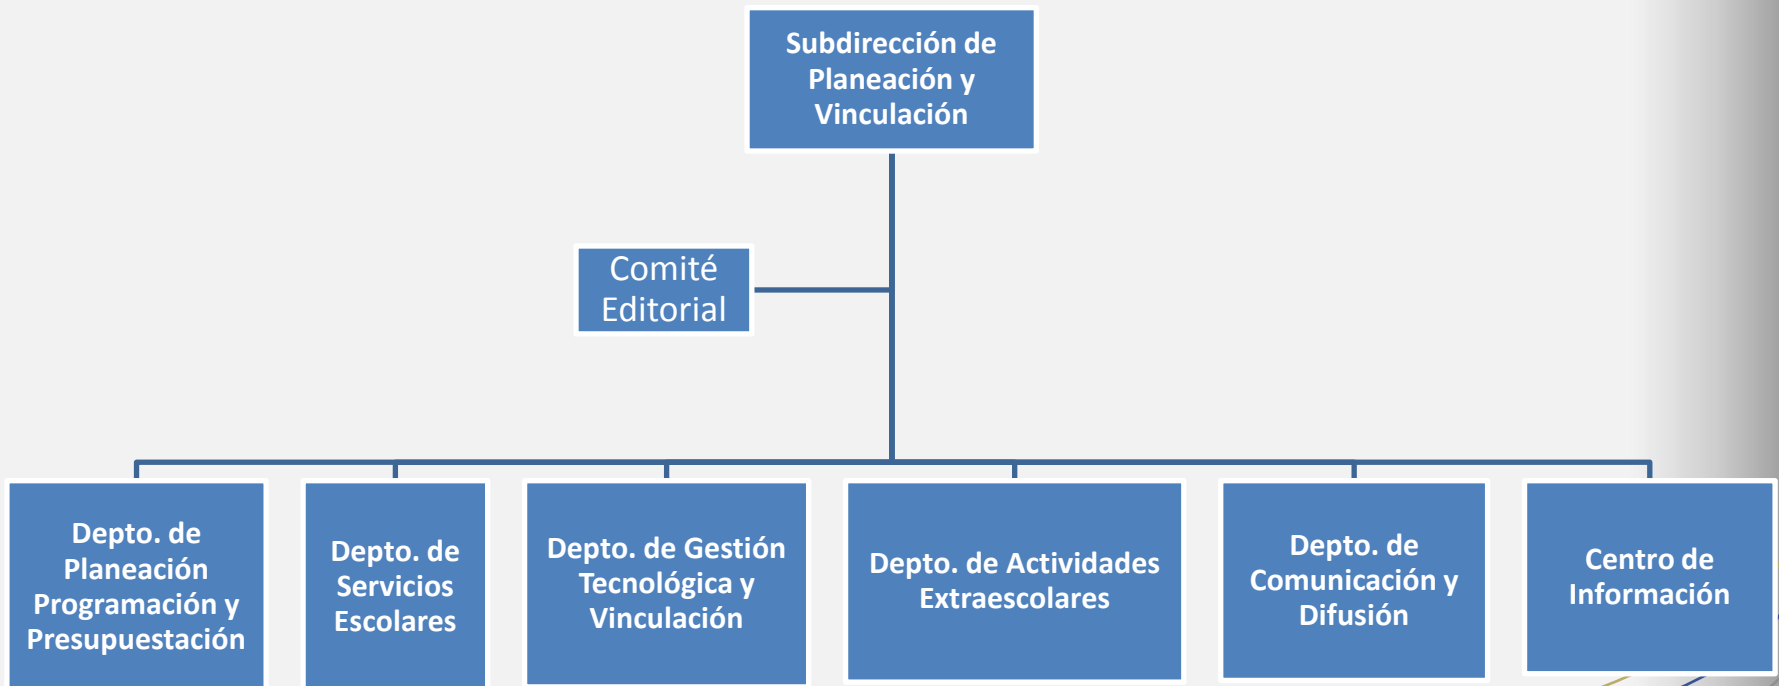 Subdirección de
Planeación y
Vinculación
Comité
Editorial
Depto. de
Planeación
Programación y
Presupuestación
Depto. de
Servicios
Escolares
Depto. de Gestión
Tecnológica y
Vinculación
Depto. de Actividades
Extraescolares
Depto. de
Comunicación y
Difusión
Centro de
Información